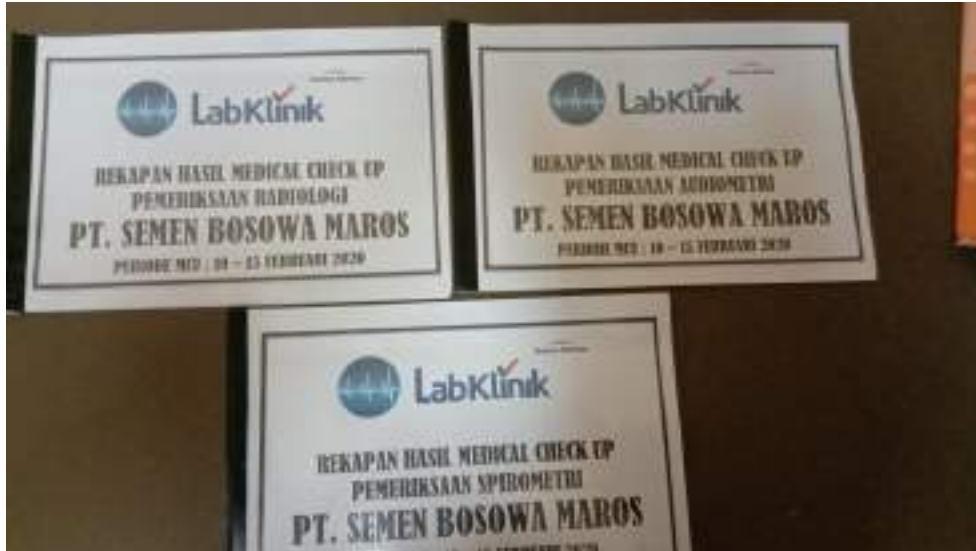 LabKlinik
REKAPAN HASIL MEDICAL CHECK UP
PEMERIKSAAN RADIOLOGI
PT. SEMEN BOSOWA MAROS
PERIODE MCU : 10 - 15 FEBRUARI 2020
LabKlinik
REKAPAN HASIL MEDICAL CHECK UP
PEMERIKSAAN AUDIOMETRI
PT. SEMEN BOSOWA MAROS
PERIODE MCU : 10 - 15 FEBRUARI 2020
LabKlinik
REKAPAN HASIL MEDICAL CHECK UP
PEMERIKSAAN SPIROMETRI
PT. SEMEN BOSOWA MAROS
FEBRUARI 2020